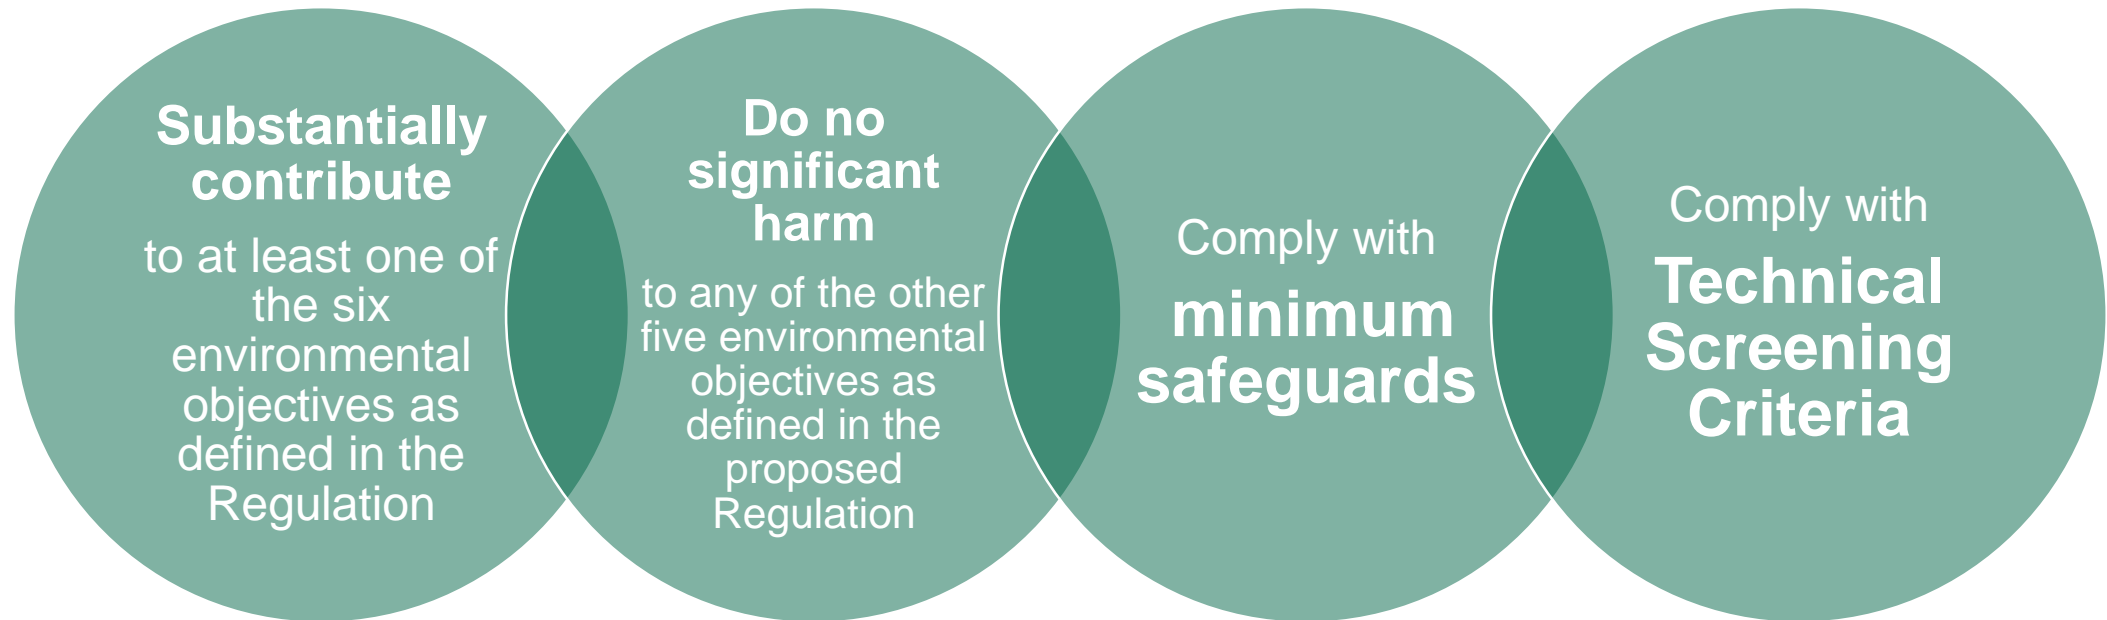 Substantially
contribute
to at least one of
the six
environmental
objectives as
defined in the
Regulation
Do no
significant
harm
to any of the other
five environmental
objectives as
defined in the
proposed
Regulation
Comply with
minimum
safeguards
Comply with
Technical
Screening
Criteria